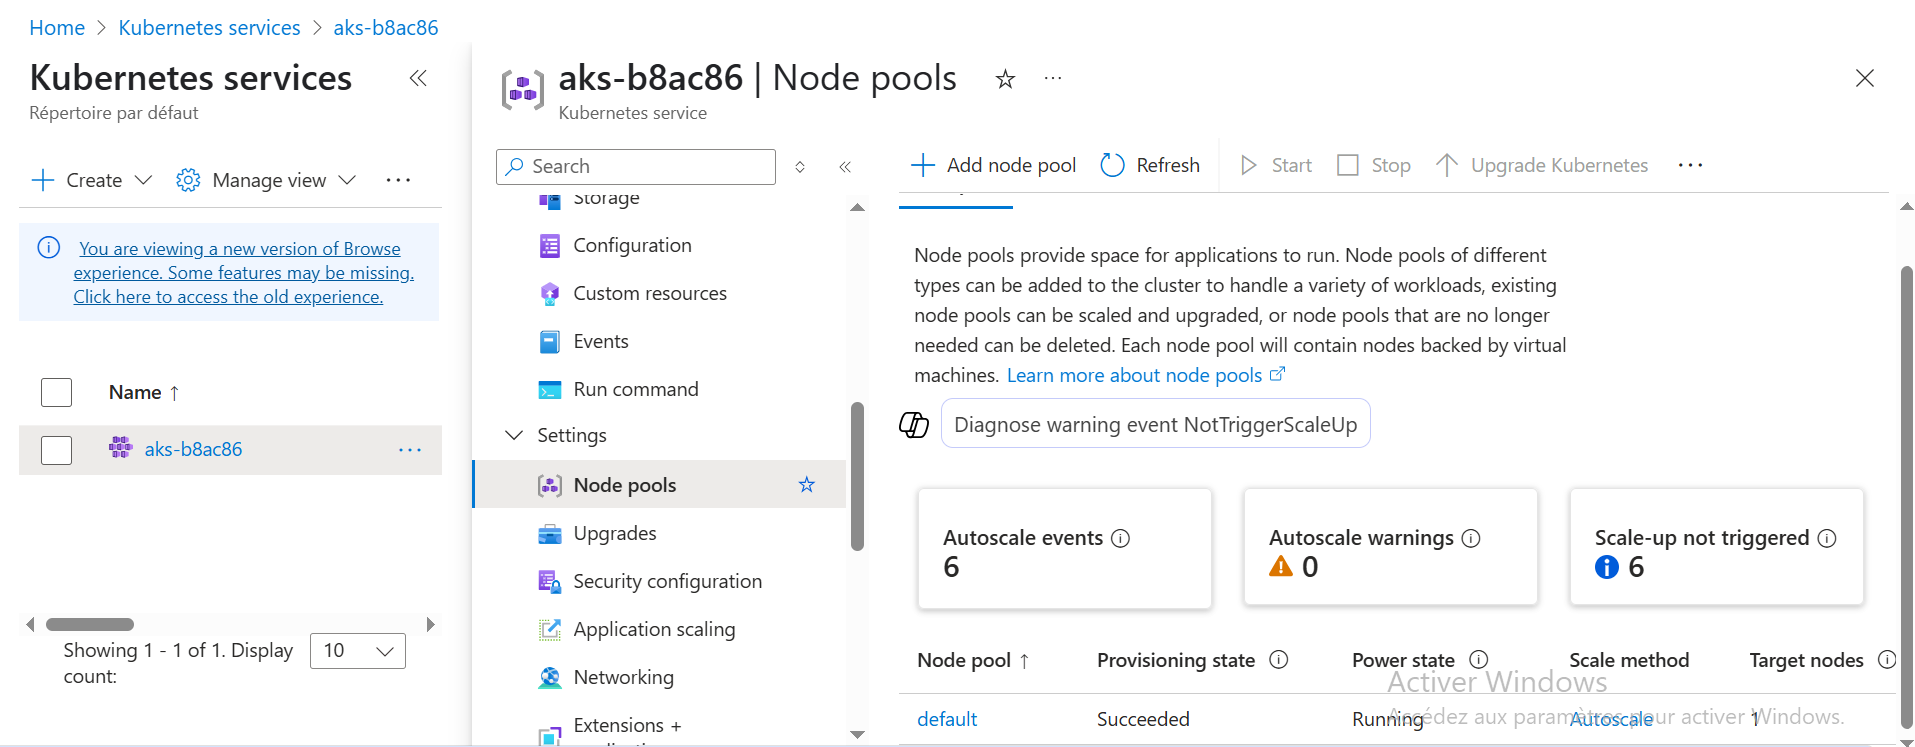 Home > Kubernetes services > aks-b8ac86
Kubernetes services
Répertoire par défaut
Create
Manage view
You are viewing a new version of Browse
experience. Some features may be missing.
Click here to access the old experience.
Name ↑
aks-b8ac86
Showing 1 - 1 of 1. Display
count:
10
aks-b8ac86 | Node pools
Kubernetes service
Search
Storage
Configuration
Custom resources
Events
Run command
Settings
Node pools
Upgrades
Security configuration
Application scaling
Networking
Extensions +
Add node pool
Refresh
Start
Stop
Upgrade Kubernetes
Node pools provide space for applications to run. Node pools of different
types can be added to the cluster to handle a variety of workloads, existing
node pools can be scaled and upgraded, or node pools that are no longer
needed can be deleted. Each node pool will contain nodes backed by virtual
machines. Learn more about node pools
Diagnose warning event NotTriggerScaleUp
Autoscale events
6
Autoscale warnings
0
Scale-up not triggered
6
Node pool ↑ Provisioning state Power state Scale method Target nodes
default Succeeded Running Autoscale 1
Activer Windows
Accédez aux paramètres pour activer Windows.